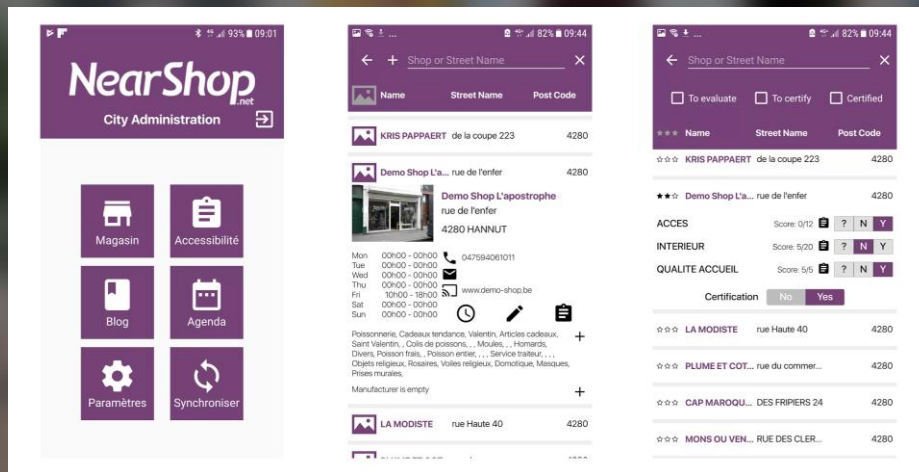 93% 09:01
NearShop
.net
City Administration
Magasin
Accessibilité
Blog
Agenda
Paramètres
Synchroniser
... 82% 09:44
Shop or Street Name
Name Street Name Post Code
KRIS PAPPAERT de la coupe 223 4280
Demo Shop L'a... rue de l'enfer 4280
Demo Shop L'apostrophe
rue de l'enfer
4280 HANNUT
Mon 00h00 - 00h00 047594061011
Tue 00h00 - 00h00
Wed 00h00 - 00h00
Thu 00h00 - 00h00
Fri 10h00 - 18h00 www.demo-shop.be
Sat 00h00 - 00h00
Sun 00h00 - 00h00
Poissonnerie, Cadeaux tendance, Valentin, Articles cadeaux,
Saint Valentin, , Colis de poissons, , , Moules, , , Homards,
Divers, Poisson frais, , Poisson entier, , , , Service traiteur, , , ,
Objets religieux, Rosaires, Voiles religieux, Domotique, Masques,
Prises murales,
Manufacturer is empty
LA MODISTE rue Haute 40 4280
... 82% 09:44
Shop or Street Name
To evaluate To certify Certified
Name Street Name Post Code
KRIS PAPPAERT de la coupe 223 4280
Demo Shop L'a... rue de l'enfer 4280
ACCES Score: 0/12 ? N Y
INTERIEUR Score: 5/20 ? N Y
QUALITE ACCUEIL Score: 5/5 ? N Y
Certification No Yes
LA MODISTE rue Haute 40 4280
PLUME ET COT... rue du commer... 4280
CAP MAROQU... DES FRIPIERS 24 4280
MONS OU VEN... RUE DES CLER... 4280